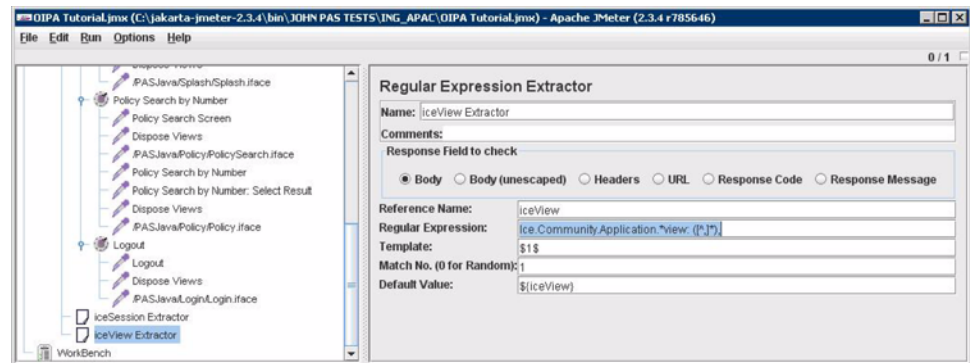 OIPA Tutorial.jmx (C:\jakarta-jmeter-2.3.4\bin\JOHN PAS TESTS\ING_APAC\OIPA Tutorial.jmx) - Apache JMeter (2.3.4 r785646)
File Edit Run Options Help
0 / 1
Dispose Views
/PASJava/Splash/Splash.iface
Policy Search by Number
Policy Search Screen
Dispose Views
/PASJava/Policy/PolicySearch.iface
Policy Search by Number
Policy Search by Number: Select Result
Dispose Views
/PASJava/Policy/Policy.iface
Logout
Logout
Dispose Views
/PASJava/Login/Login.iface
iceSession Extractor
iceView Extractor
WorkBench
Regular Expression Extractor
Name: iceView Extractor
Comments:
Response Field to check
Body Body (unescaped) Headers URL Response Code Response Message
Reference Name: iceView
Regular Expression: Ice.Community.Application.*view: ([^,]*),
Template: $1$
Match No. (0 for Random): 1
Default Value: ${iceView}